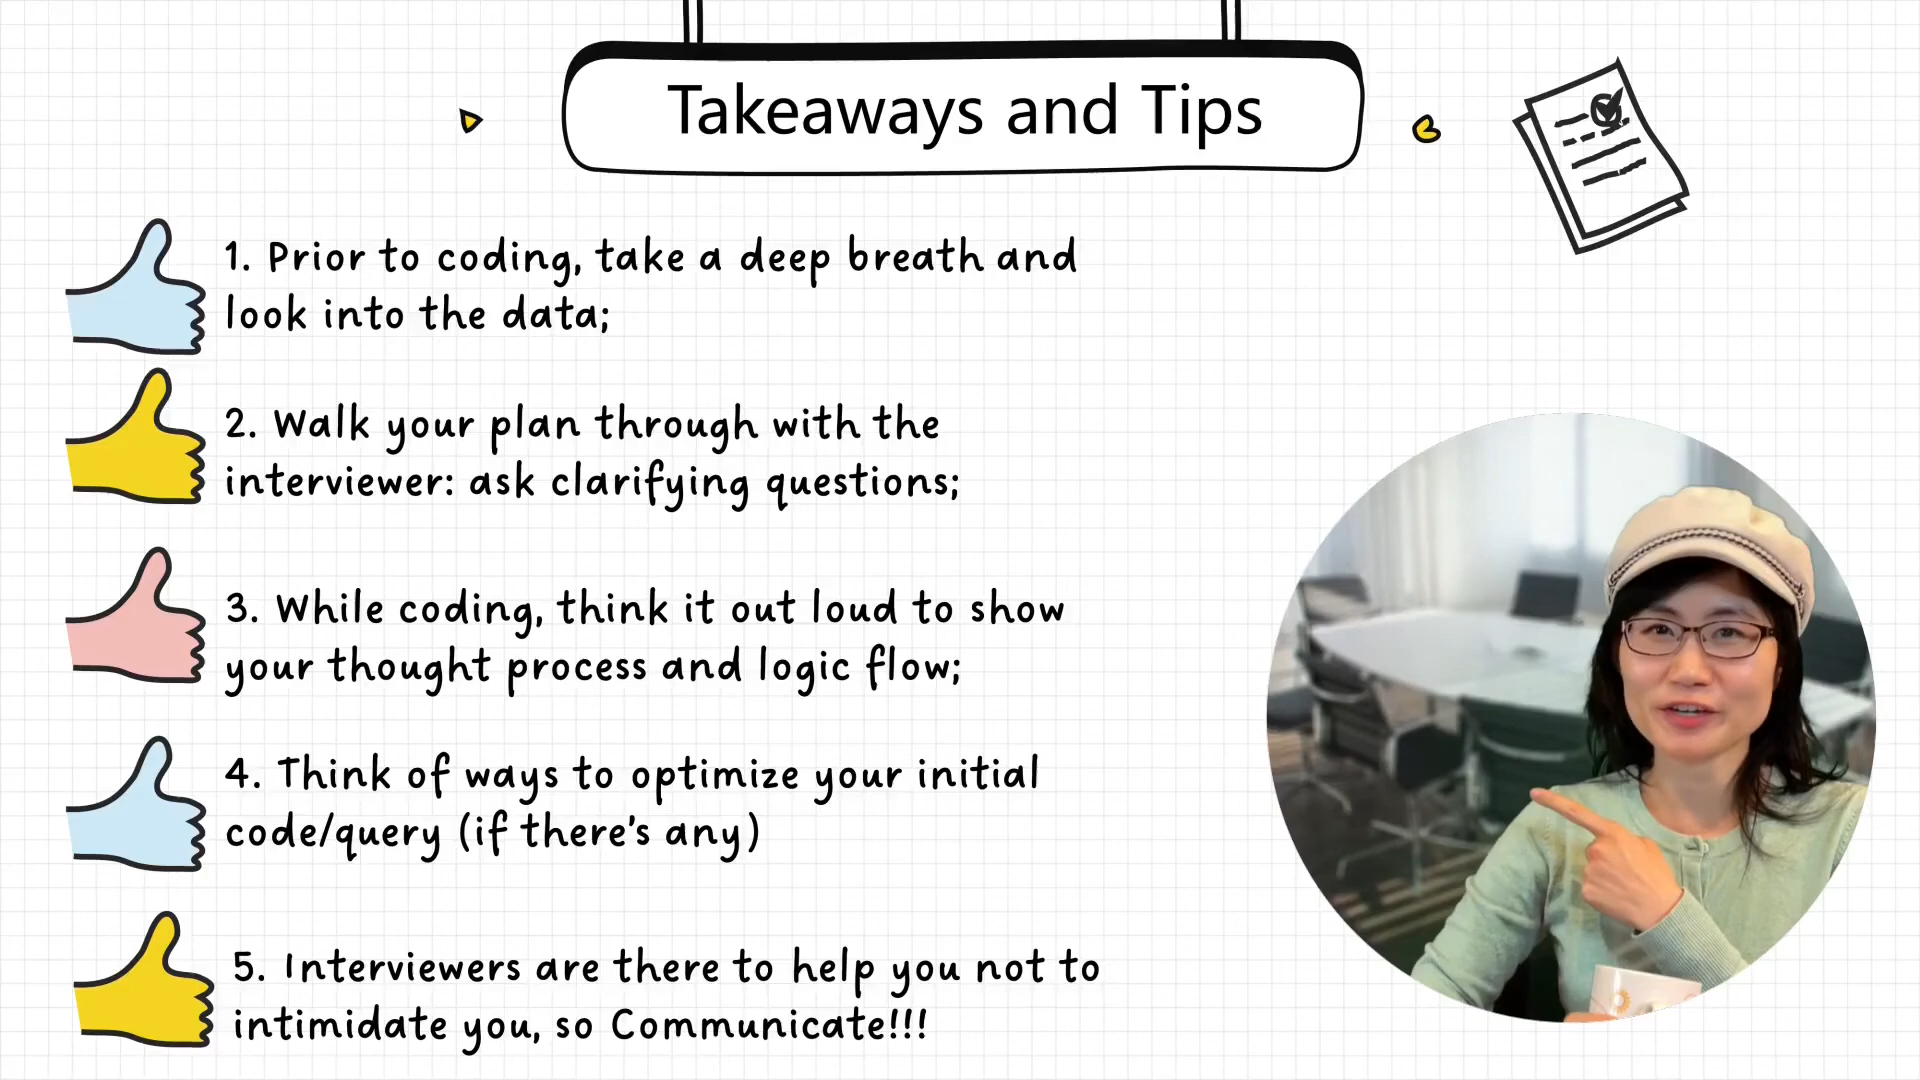 Takeaways and Tips
1. Prior to coding, take a deep breath and
look into the data;
2. Walk your plan through with the
interviewer: ask clarifying questions;
3. While coding, think it out loud to show
your thought process and logic flow;
4. Think of ways to optimize your initial
code/query (if there's any)
5. Interviewers are there to help you not to
intimidate you, so Communicate!!!